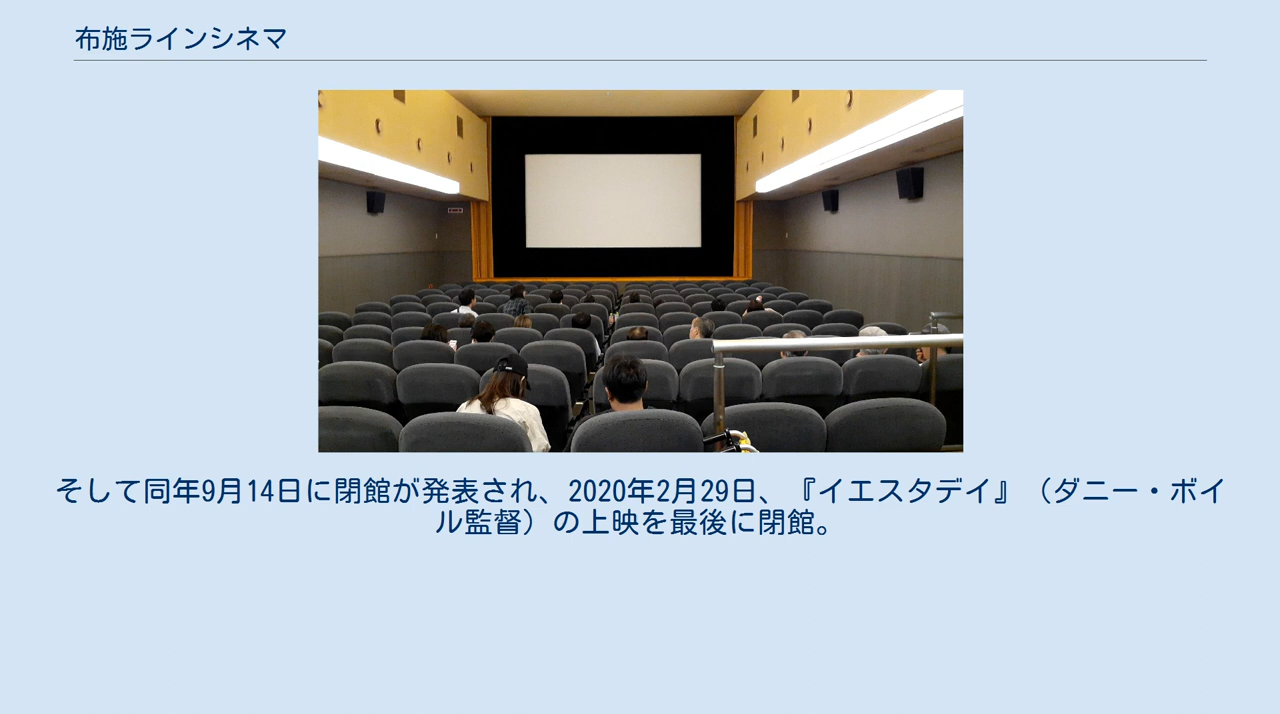 布施ラインシネマ
そして同年9月14日に閉館が発表され、2020年2月29日、『イエスタデイ』（ダニー・ボイ
ル監督）の上映を最後に閉館。